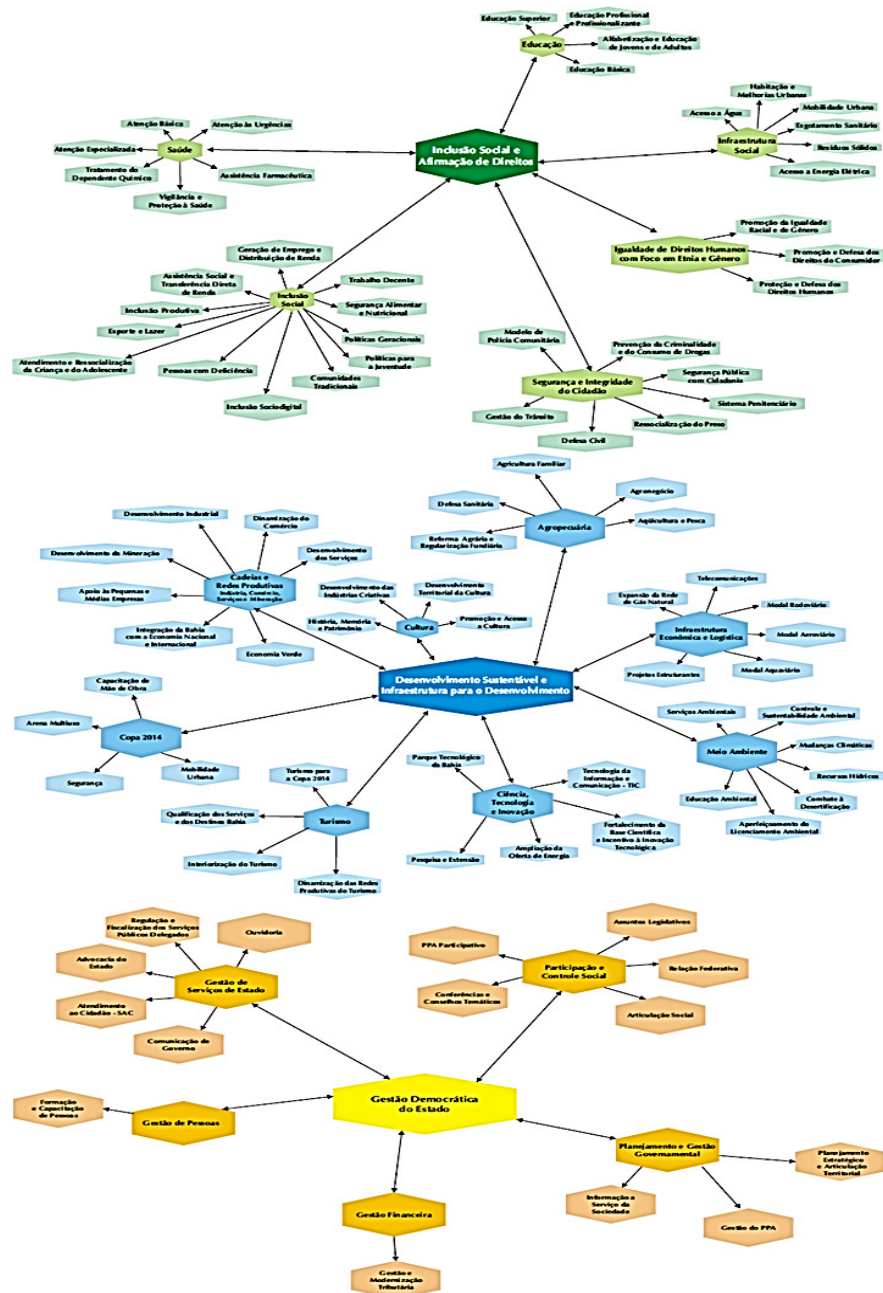 Educação Superior
Educação Profissional
e Profissionalizante
Educação
Alfabetização e Educação
de Jovens e de Adultos
Educação Básica
Atenção Básica
Atenção às Urgências
Atenção Especializada
Saúde
Tratamento do
Dependente Químico
Assistência Farmacêutica
Vigilância e
Proteção à Saúde
Inclusão Social e
Afirmação de Direitos
Habitação e
Melhorias Urbanas
Acesso a Água
Mobilidade Urbana
Esgotamento Sanitário
Infraestrutura
Social
Resíduos Sólidos
Acesso a Energia Elétrica
Promoção da Igualdade
Racial e de Gênero
Igualdade de Direitos Humanos
com Foco em Etnia e Gênero
Promoção e Defesa dos
Direitos do Consumidor
Proteção e Defesa dos
Direitos Humanos
Geração de Emprego e
Distribuição de Renda
Assistência Social e
Transferência Direta
de Renda
Trabalho Decente
Inclusão
Social
Inclusão Produtiva
Segurança Alimentar
e Nutricional
Esporte e Lazer
Políticas Geracionais
Atendimento e Ressocialização
da Criança e do Adolescente
Pessoas com Deficiência
Políticas para
a Juventude
Comunidades
Tradicionais
Inclusão Sociodigital
Modelo de
Polícia Comunitária
Prevenção da Criminalidade
e do Consumo de Drogas
Segurança e Integridade
do Cidadão
Segurança Pública
com Cidadania
Sistema Penitenciário
Gestão do Trânsito
Ressocialização do Preso
Defesa Civil
Agricultura Familiar
Defesa Sanitária
Agronegócio
Agropecuária
Reforma Agrária e
Regularização Fundiária
Aqüicultura e Pesca
Desenvolvimento Industrial
Dinamização do
Comércio
Desenvolvimento da Mineração
Desenvolvimento
dos Serviços
Cadeias e
Redes Produtivas
Indústria, Comércio,
Serviços e Mineração
Apoio às Pequenas e
Médias Empresas
Integração da Bahia
com a Economia Nacional
e Internacional
Economia Verde
Desenvolvimento das
Indústrias Criativas
Desenvolvimento
Territorial da Cultura
História, Memória
e Patrimônio
Cultura
Promoção e Acesso
a Cultura
Telecomunicações
Expansão da Rede
de Gás Natural
Modal Rodoviário
Infraestrutura
Econômica e Logística
Modal Aeroviário
Projetos Estruturantes
Modal Aquaviário
Desenvolvimento Sustentável e
Infraestrutura para o Desenvolvimento
Capacitação de
Mão de Obra
Arena Multiuso
Copa 2014
Segurança
Mobilidade
Urbana
Serviços Ambientais
Controle e
Sustentabilidade Ambiental
Meio Ambiente
Mudanças Climáticas
Recursos Hídricos
Educação Ambiental
Combate à
Desertificação
Aperfeiçoamento do
Licenciamento Ambiental
Turismo para
a Copa 2014
Qualificação dos Serviços
e dos Destinos Bahia
Turismo
Interiorização do Turismo
Dinamização das Redes
Produtivas do Turismo
Parque Tecnológico
da Bahia
Tecnologia da
Informação e
Comunicação - TIC
Ciência,
Tecnologia
e Inovação
Pesquisa e Extensão
Ampliação da
Oferta de Energia
Fortalecimento da
Base Científica
e Incentivo à Inovação
Tecnológica
Regulação e
Fiscalização dos Serviços
Públicos Delegados
Ouvidoria
Advocacia do
Estado
Gestão de
Serviços de Estado
Atendimento
ao Cidadão - SAC
Comunicação de
Governo
Assuntos Legislativos
PPA Participativo
Participação e
Controle Social
Relação Federativa
Conferências e
Conselhos Temáticos
Articulação Social
Gestão Democrática
do Estado
Formação
e Capacitação
de Pessoas
Gestão de Pessoas
Planejamento e Gestão
Governamental
Planejamento
Estratégico
e Articulação
Territorial
Informação a
Serviço da
Sociedade
Gestão do PPA
Gestão Financeira
Gestão e
Modernização
Tributária